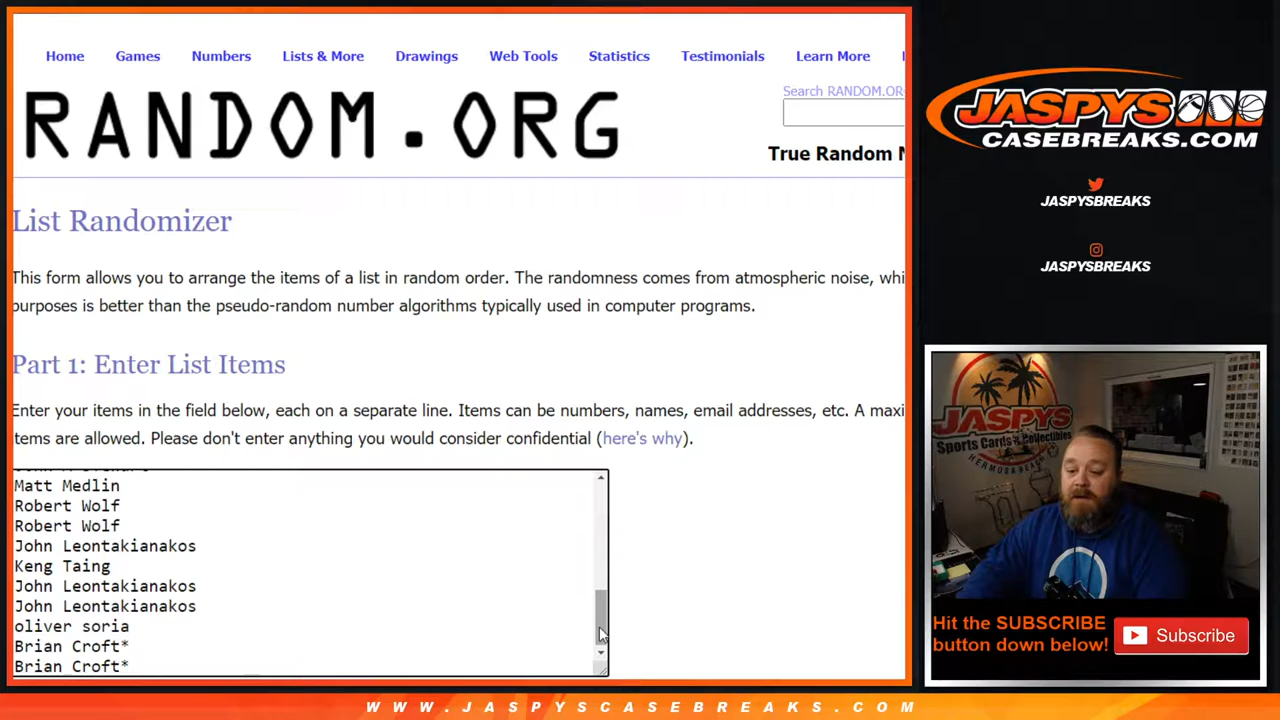 Home Games Numbers Lists & More Drawings Web Tools Statistics Testimonials Learn More
RANDOM.ORG
Search RANDOM.OR
True Random N
List Randomizer
This form allows you to arrange the items of a list in random order. The randomness comes from atmospheric noise, whi
purposes is better than the pseudo-random number algorithms typically used in computer programs.
Part 1: Enter List Items
Enter your items in the field below, each on a separate line. Items can be numbers, names, email addresses, etc. A maxi
items are allowed. Please don't enter anything you would consider confidential (here's why).
Matt Medlin
Robert Wolf
Robert Wolf
John Leontakianakos
Keng Taing
John Leontakianakos
John Leontakianakos
oliver soria
Brian Croft*
Brian Croft*
JASPYS
CASEBREAKS.COM
JASPYSBREAKS
JASPYSBREAKS
JASPYS
Sports Cards & Collectibles
HERMOSA BEACH
Hit the SUBSCRIBE
button down below!
Subscribe
WWW.JASPYSCASEBREAKS.COM